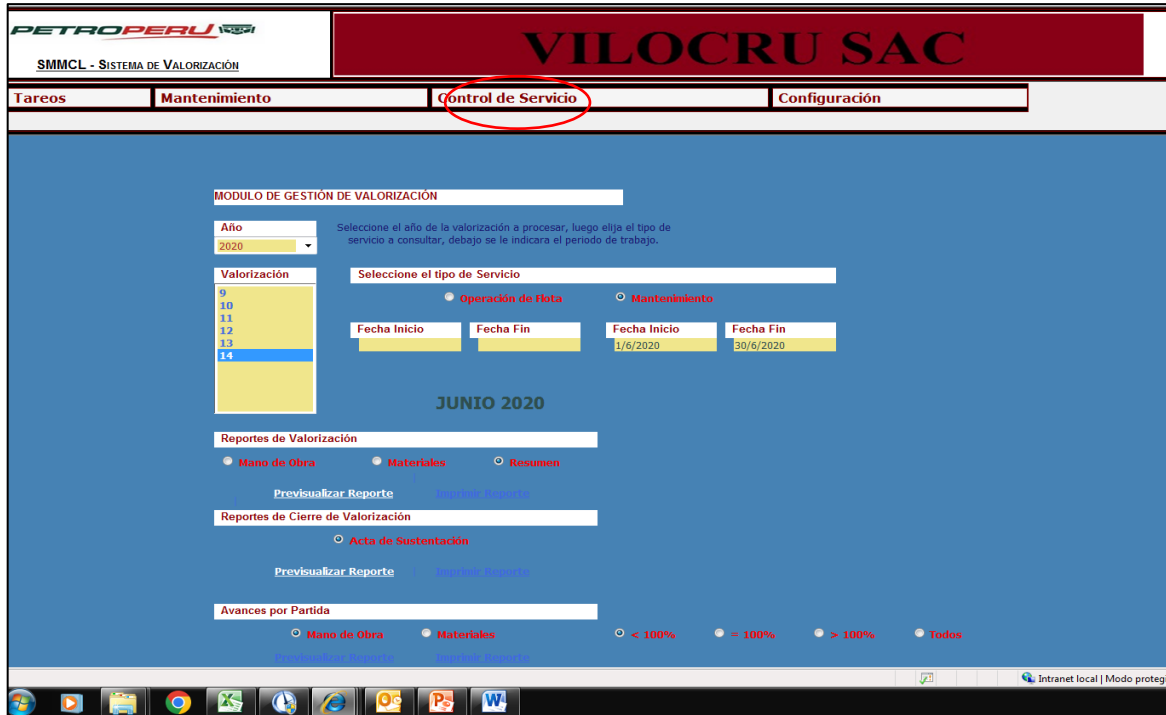 PETROPERU
VILOCRU SAC
SMMCL - SISTEMA DE VALORIZACIÓN
Tareos Mantenimiento Control de Servicio Configuración
MODULO DE GESTIÓN DE VALORIZACIÓN
Año
Seleccione el año de la valorización a procesar, luego elija el tipo de
servicio a consultar, debajo se le indicara el periodo de trabajo.
2020
Valorización
Seleccione el tipo de Servicio
9
10
11
12
13
14
Operación de Flota Mantenimiento
Fecha Inicio Fecha Fin Fecha Inicio Fecha Fin
1/6/2020 30/6/2020
JUNIO 2020
Reportes de Valorización
Mano de Obra Materiales Resumen
Previsualizar Reporte Imprimir Reporte
Reportes de Cierre de Valorización
Acta de Sustentación
Previsualizar Reporte Imprimir Reporte
Avances por Partida
Mano de Obra Materiales < 100% = 100% > 100% Todos
Previsualizar Reporte Imprimir Reporte
Intranet local | Modo protegi